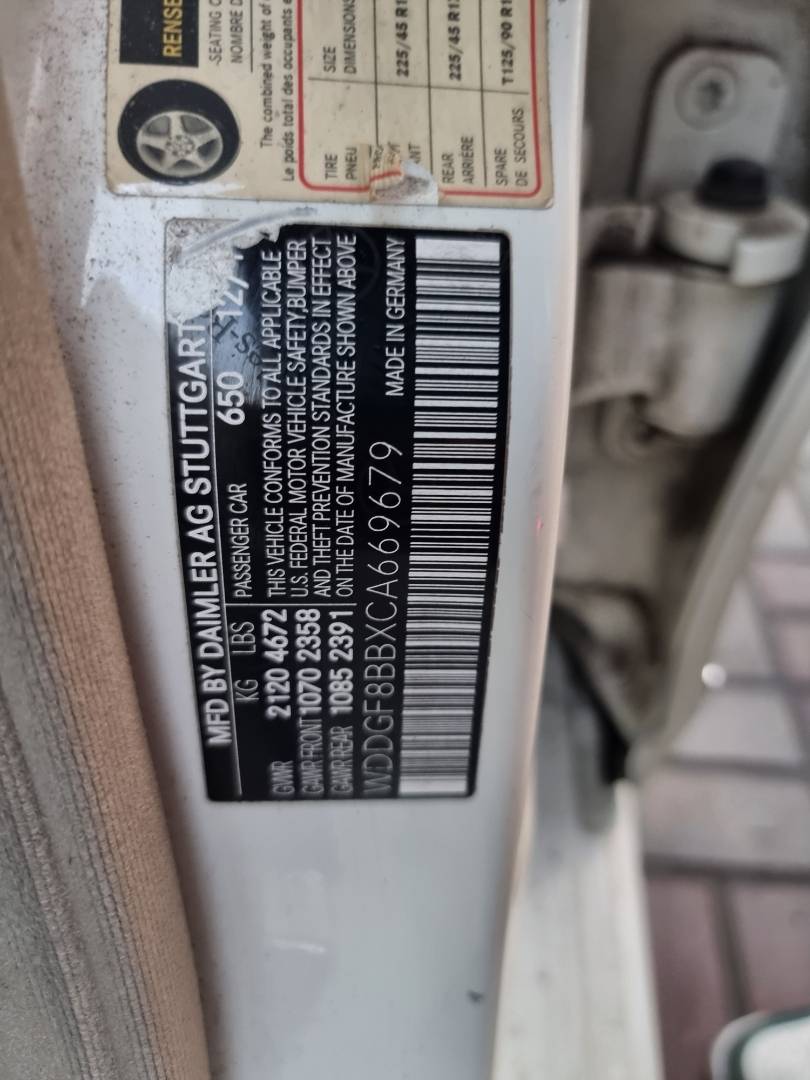 RENSE
SEATING C
NOMBRE D
The combined weight of
Le poids total des occupants e
TIRE SIZE
PNEU DIMENSIONS
225/45 R1
ANT
REAR 225/45 R1
ARRIÈRE
SPARE T125/90 R1
DE SECOURS
MFD BY DAIMLER AG STUTTGART
KG LBS PASSENGER CAR 650 12/
GVWR 2120 4672 THIS VEHICLE CONFORMS TO ALL APPLICABLE
U.S. FEDERAL MOTOR VEHICLE SAFETY,BUMPER
GAWR FRONT 1070 2358 AND THEFT PREVENTION STANDARDS IN EFFECT
GAWR REAR 1085 2391 ON THE DATE OF MANUFACTURE SHOWN ABOVE
WDDGF8BBXCA669679 MADE IN GERMANY